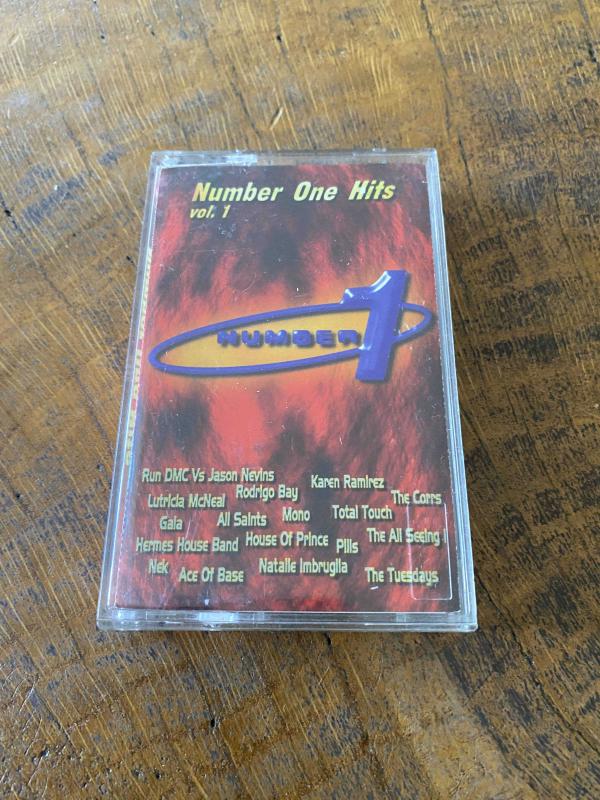 Number One Hits
vol. 1
NUMBER 1
Run DMC Vs Jason Nevins
Karen Ramirez
Lutricia McNeal
Rodrigo Bay
The Corrs
Gala
All Saints
Mono
Total Touch
Hermes House Band
House Of Prince
Pills
The All Seeing
Nek
Ace Of Base
Natalie Imbruglia
The Tuesdays